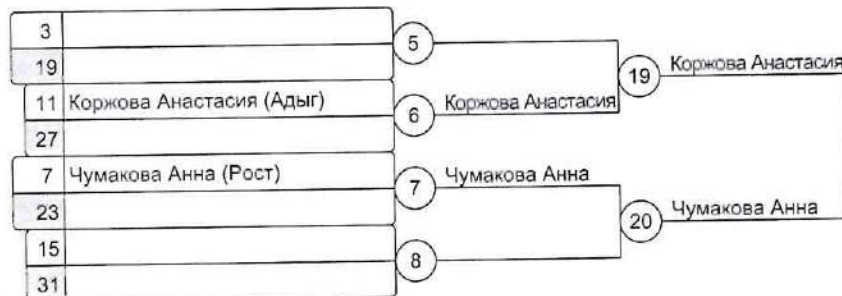 3
5
19
19 Коржова Анастасия
11 Коржова Анастасия (Адыг)
6 Коржова Анастасия
27
7 Чумакова Анна (Рост)
7 Чумакова Анна
23
20 Чумакова Анна
15
8
31